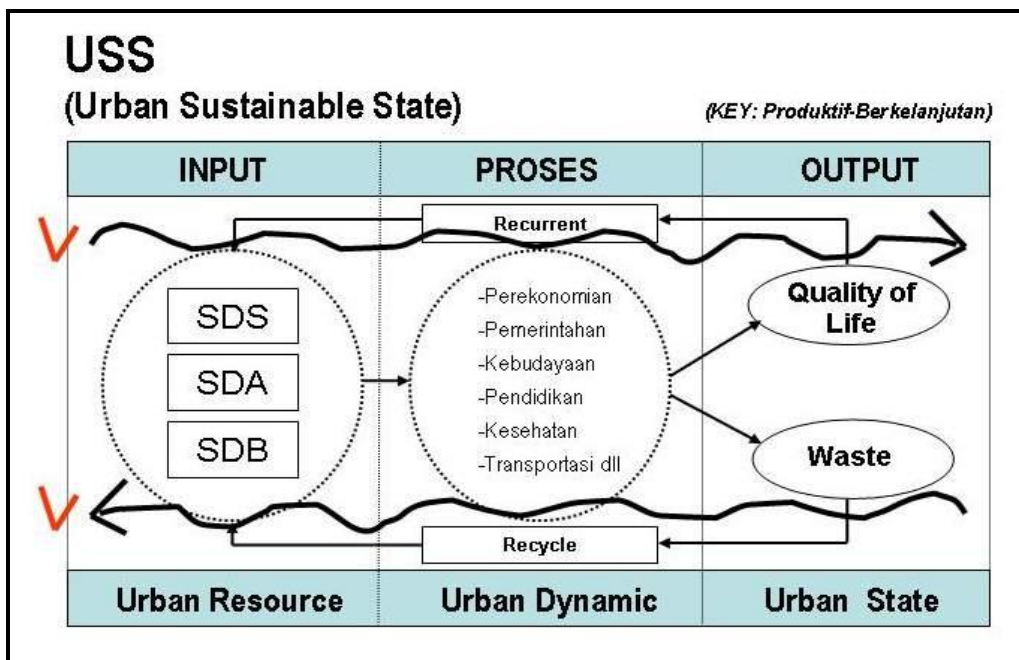 USS
(Urban Sustainable State)
(KEY: Produktif-Berkelanjutan)
INPUT
PROSES
OUTPUT
Recurrent
SDS
SDA
SDB
-Perekonomian
-Pemerintahan
-Kebudayaan
-Pendidikan
-Kesehatan
-Transportasi dll
Quality of
Life
Waste
Recycle
Urban Resource
Urban Dynamic
Urban State